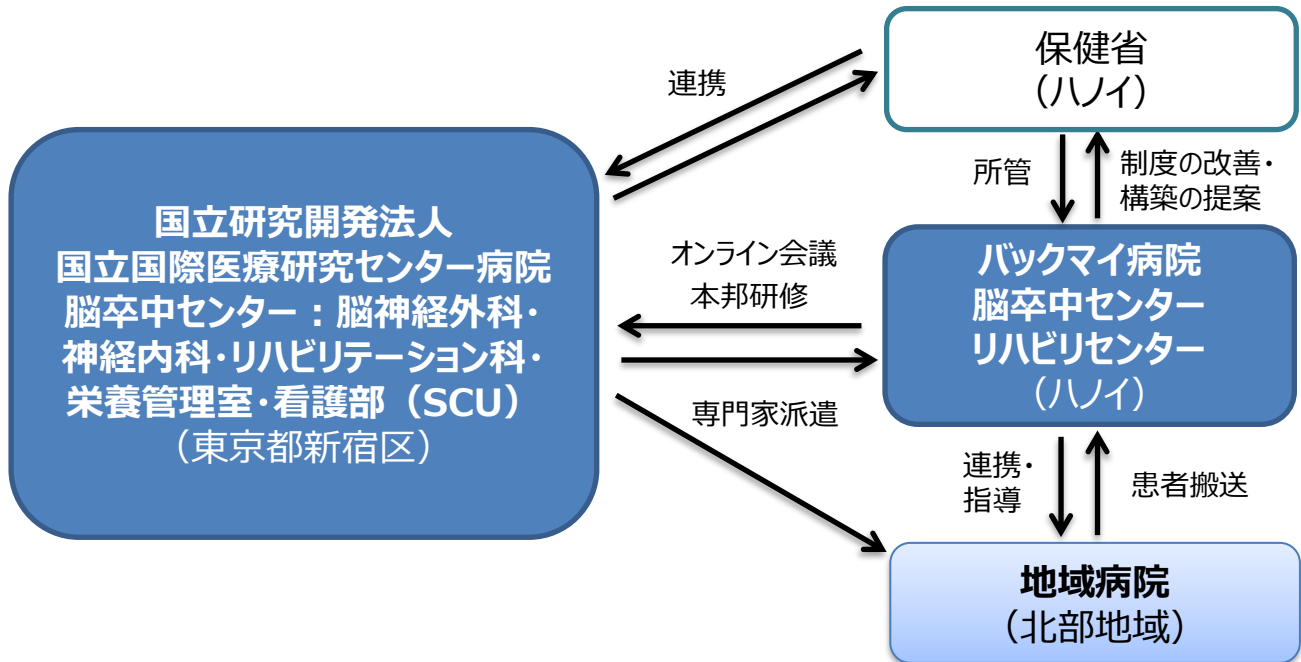 国立研究開発法人
国立国際医療研究センター病院
脳卒中センター：脳神経外科・
神経内科・リハビリテーション科・
栄養管理室・看護部（SCU）
（東京都新宿区）
連携
保健省
（ハノイ）
所管
制度の改善・
構築の提案
オンライン会議
本邦研修
バックマイ病院
脳卒中センター
リハビリセンター
（ハノイ）
専門家派遣
連携・
指導
患者搬送
地域病院
（北部地域）